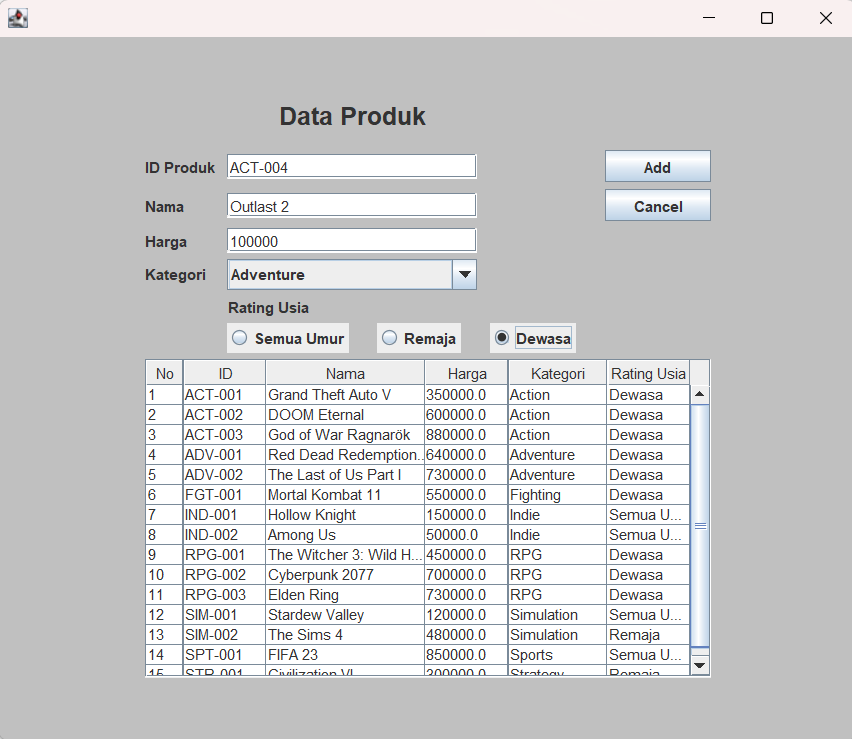 Data Produk
ID Produk ACT-004 Add
Nama Outlast 2 Cancel
Harga 100000
Kategori Adventure
Rating Usia
Semua Umur Remaja Dewasa
No ID Nama Harga Kategori Rating Usia
1 ACT-001 Grand Theft Auto V 350000.0 Action Dewasa
2 ACT-002 DOOM Eternal 600000.0 Action Dewasa
3 ACT-003 God of War Ragnarök 880000.0 Action Dewasa
4 ADV-001 Red Dead Redemption... 640000.0 Adventure Dewasa
5 ADV-002 The Last of Us Part I 730000.0 Adventure Dewasa
6 FGT-001 Mortal Kombat 11 550000.0 Fighting Dewasa
7 IND-001 Hollow Knight 150000.0 Indie Semua U...
8 IND-002 Among Us 50000.0 Indie Semua U...
9 RPG-001 The Witcher 3: Wild H... 450000.0 RPG Dewasa
10 RPG-002 Cyberpunk 2077 700000.0 RPG Dewasa
11 RPG-003 Elden Ring 730000.0 RPG Dewasa
12 SIM-001 Stardew Valley 120000.0 Simulation Semua U...
13 SIM-002 The Sims 4 480000.0 Simulation Remaja
14 SPT-001 FIFA 23 850000.0 Sports Semua U...
15 STR-001 Civilization VI 300000.0 Strategy Remaja